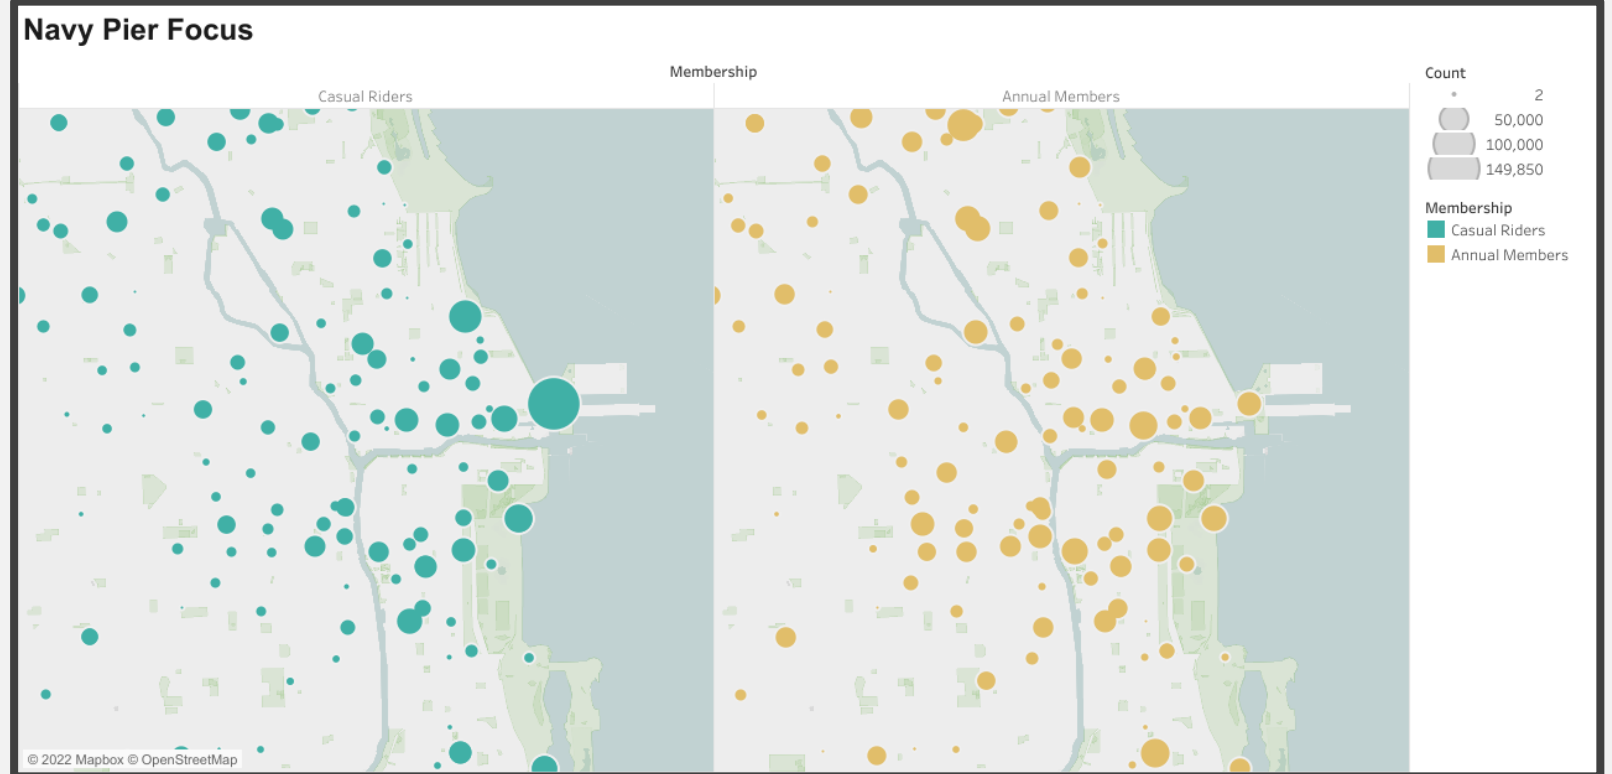 Navy Pier Focus
Membership
Casual Riders
Annual Members
Count
2
50,000
100,000
149,850
Membership
Casual Riders
Annual Members
© 2022 Mapbox © OpenStreetMap